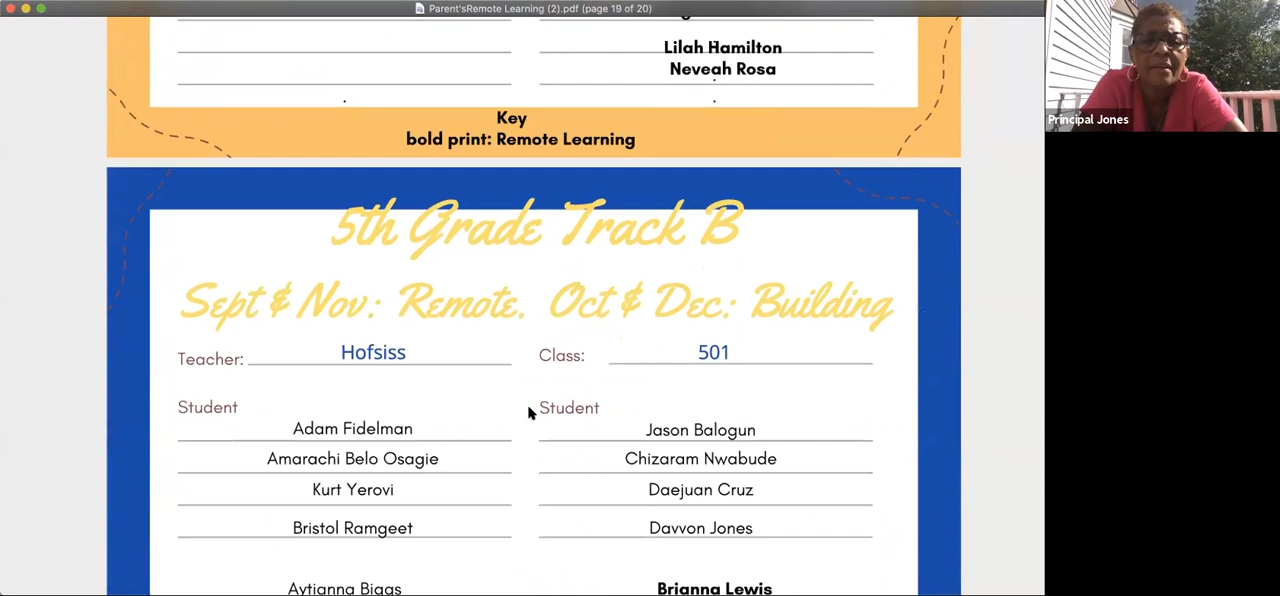 Parent'sRemote Learning (2).pdf (page 19 of 20)
Lilah Hamilton
Neveah Rosa
Key
bold print: Remote Learning
Principal Jones
5th Grade Track B
Sept & Nov: Remote. Oct & Dec: Building
Teacher: Hofsiss Class: 501
Student Student
Adam Fidelman Jason Balogun
Amarachi Belo Osagie Chizaram Nwabude
Kurt Yerovi Daejuan Cruz
Bristol Ramgeet Davvon Jones
Aytianna Biggs Brianna Lewis